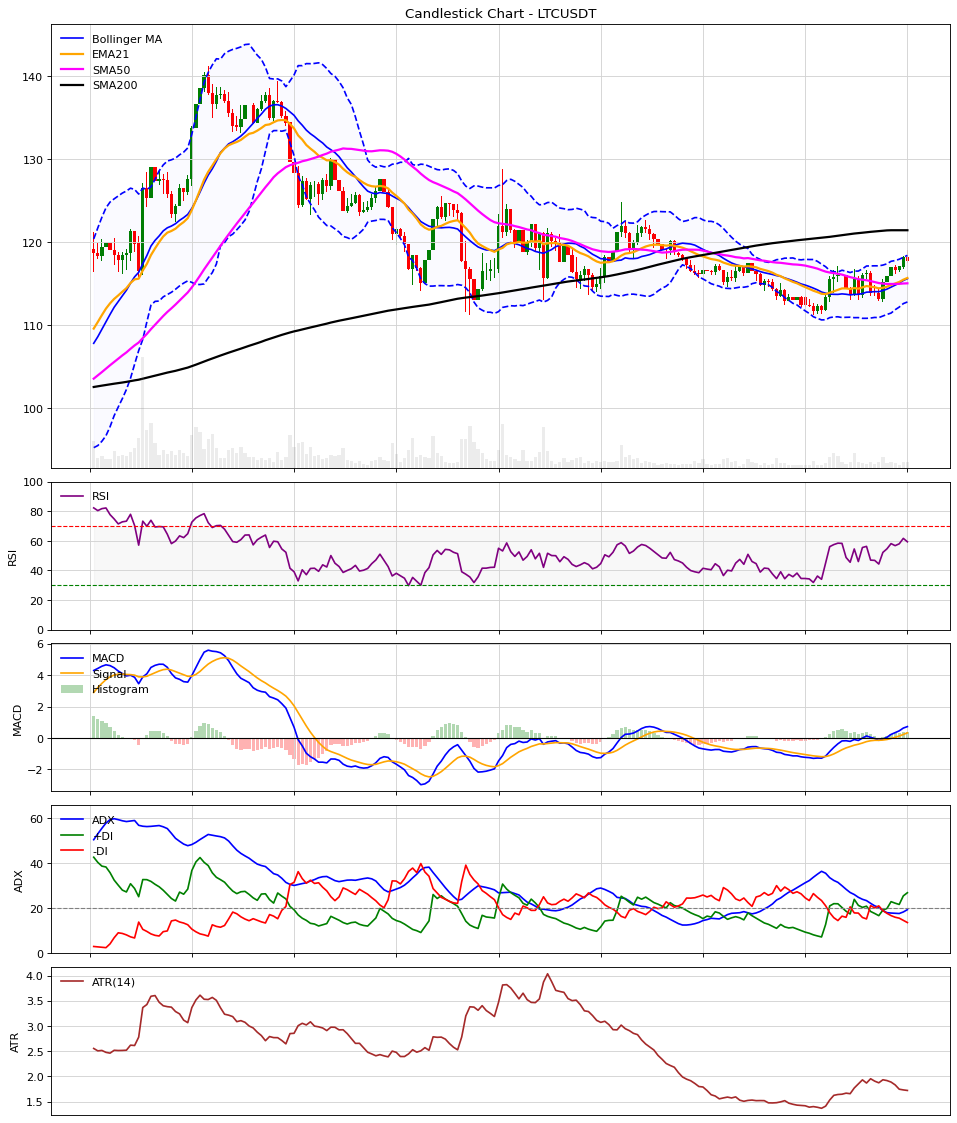 Candlestick Chart - LTCUSDT
Bollinger MA
EMA21
SMA50
SMA200
140
130
120
110
100
RSI
100
80
60
40
20
0
RSI
MACD
Signal
Histogram
6
4
2
0
−2
MACD
ADX
+DI
-DI
60
40
20
0
ADX
ATR(14)
4.0
3.5
3.0
2.5
2.0
1.5
ATR